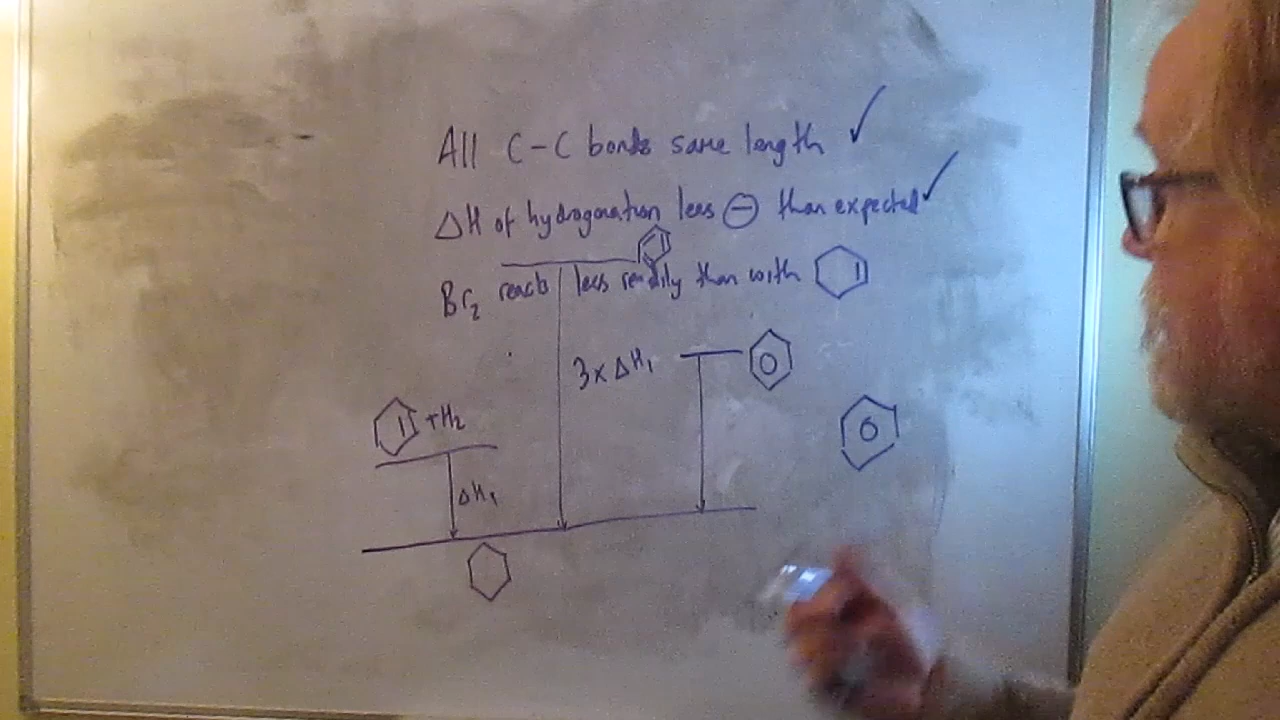 All C-C bonds same length ✓
ΔH of hydrogenation less ⊖ than expected ✓
Br₂ reacts less readily than with
3 x ΔH₁
+H₂
ΔH₁